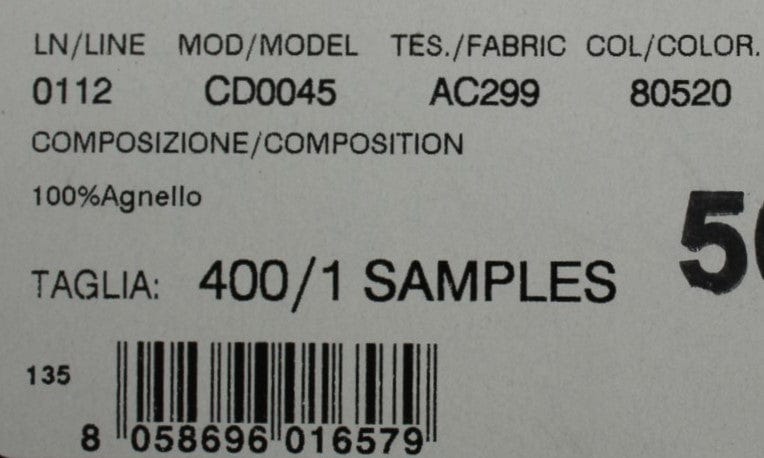 LN/LINE MOD/MODEL TES./FABRIC COL/COLOR.
0112 CD0045 AC299 80520
COMPOSIZIONE/COMPOSITION
100%Agnello
TAGLIA: 400/1 SAMPLES
135
8 058696 016579